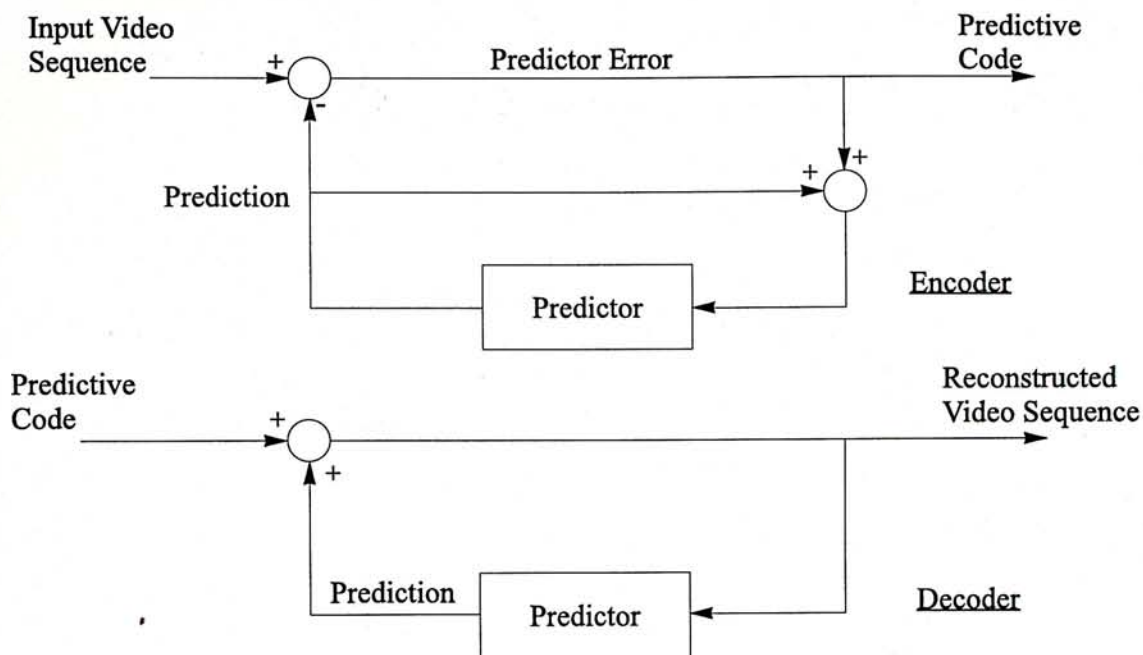 Input Video
Sequence
+
-
Predictor Error
Predictive
Code
Prediction
+
+
Predictor
Encoder
Predictive
Code
+
+
Reconstructed
Video Sequence
Prediction
Predictor
Decoder